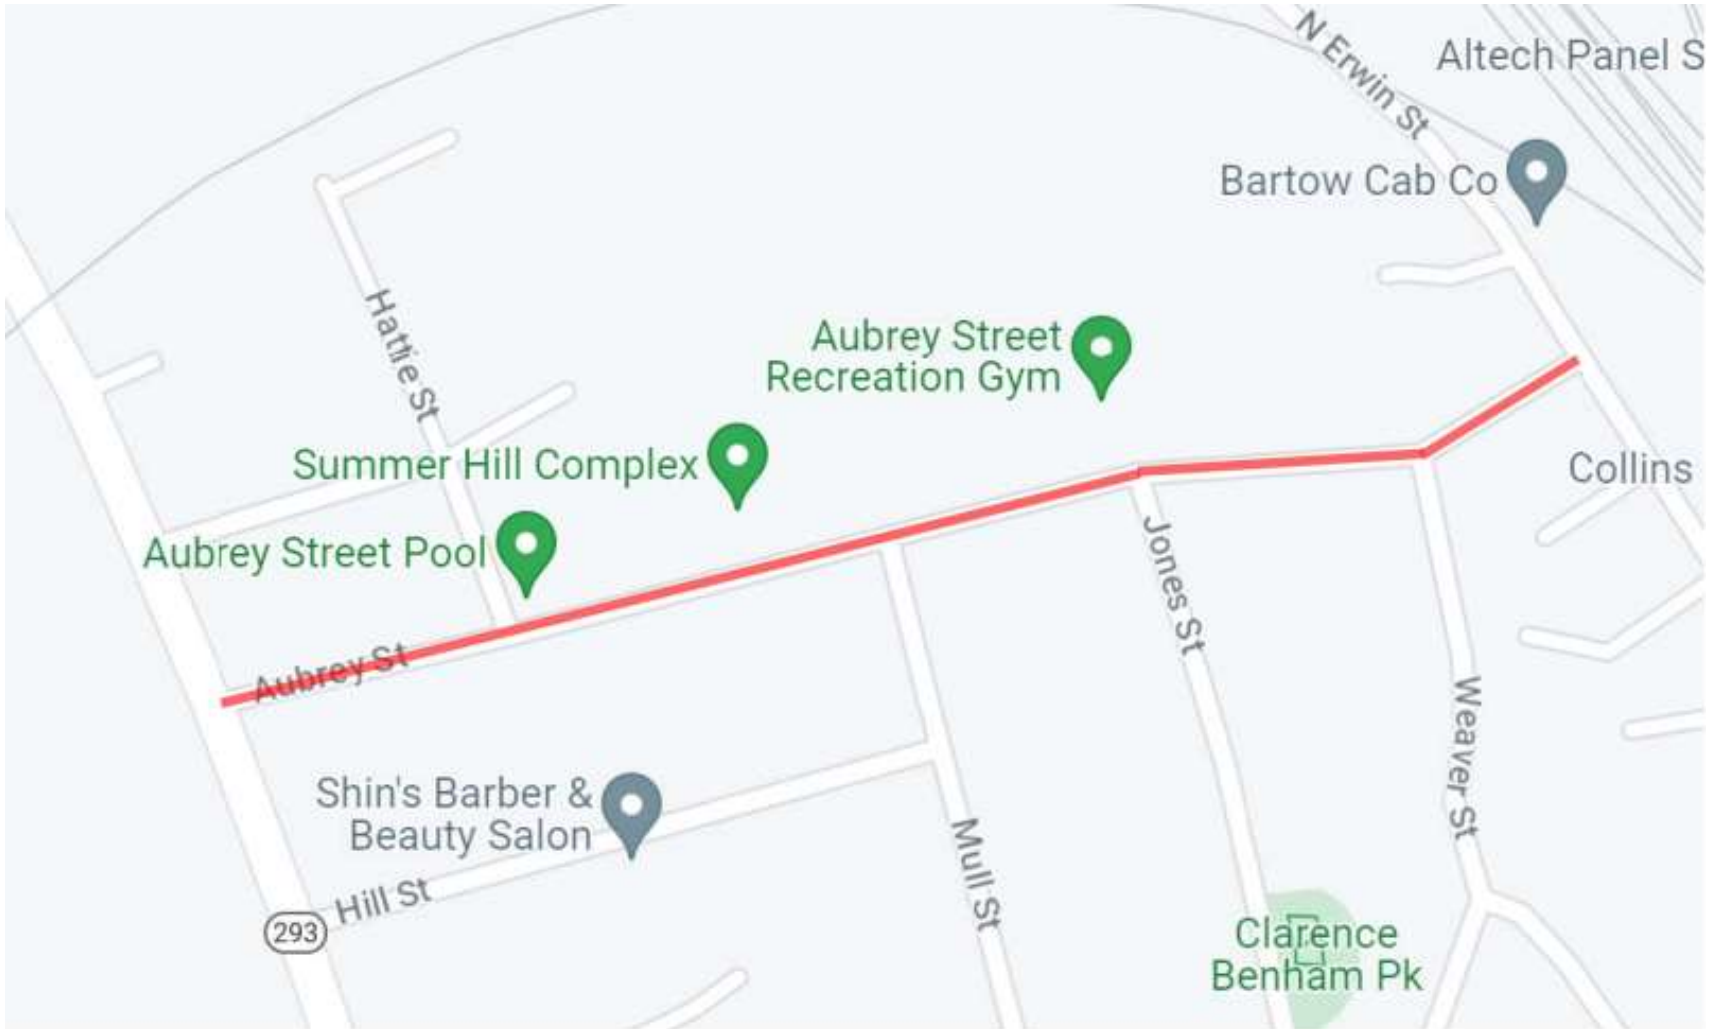 N Erwin St
Altech Panel S
Bartow Cab Co
Hattie St
Aubrey Street
Recreation Gym
Summer Hill Complex
Collins
Aubrey Street Pool
Jones St
Aubrey St
Weaver St
Shin's Barber &
Beauty Salon
Mull St
Hill St
293
Clarence
Benham Pk